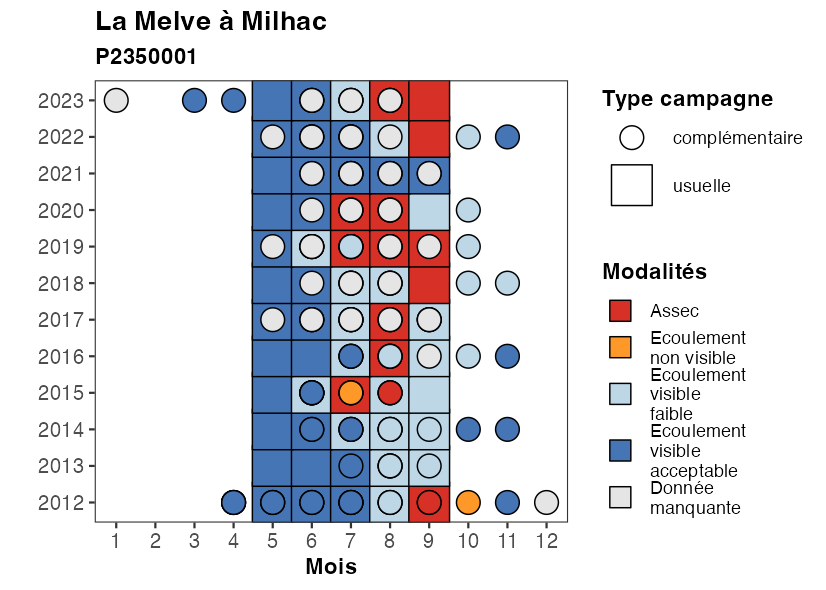 La Melve à Milhac
P2350001
2023
2022
2021
2020
2019
2018
2017
2016
2015
2014
2013
2012
1 2 3 4 5 6 7 8 9 10 11 12
Mois
Type campagne
complémentaire
usuelle
Modalités
Assec
Ecoulement
non visible
Ecoulement
visible
faible
Ecoulement
visible
acceptable
Donnée
manquante